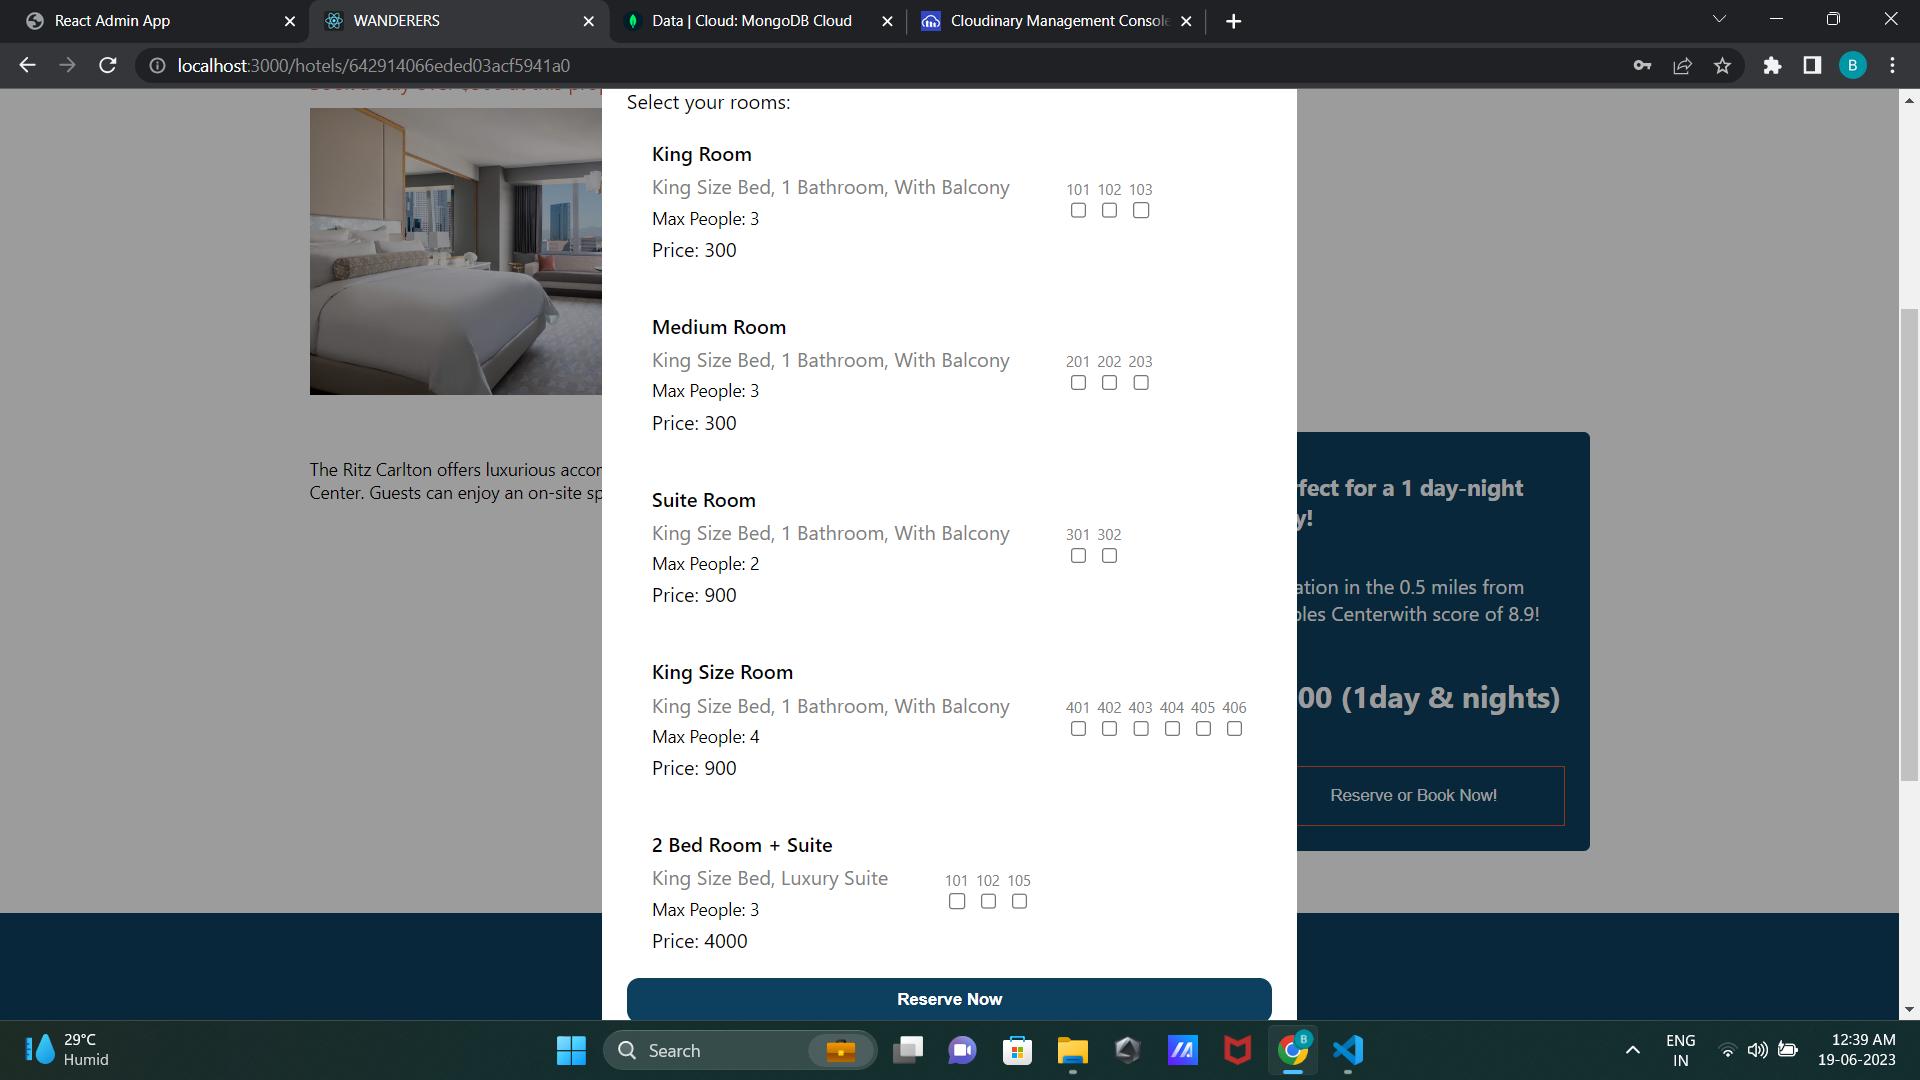 React Admin App
WANDERERS
Data | Cloud: MongoDB Cloud
Cloudinary Management Console
localhost:3000/hotels/642914066eded03acf5941a0
B
Select your rooms:
King Room
King Size Bed, 1 Bathroom, With Balcony
Max People: 3
Price: 300
101 102 103
Medium Room
King Size Bed, 1 Bathroom, With Balcony
Max People: 3
Price: 300
201 202 203
Suite Room
King Size Bed, 1 Bathroom, With Balcony
Max People: 2
Price: 900
301 302
King Size Room
King Size Bed, 1 Bathroom, With Balcony
Max People: 4
Price: 900
401 402 403 404 405 406
2 Bed Room + Suite
King Size Bed, Luxury Suite
Max People: 3
Price: 4000
101 102 105
Reserve Now
The Ritz Carlton offers luxurious accor
Center. Guests can enjoy an on-site sp
fect for a 1 day-night
y!
ation in the 0.5 miles from
ples Centerwith score of 8.9!
00 (1day & nights)
Reserve or Book Now!
29°C
Humid
Search
B
ENG
IN
12:39 AM
19-06-2023